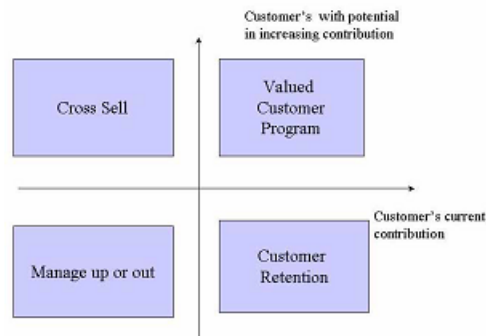 Customer's with potential
in increasing contribution
Cross Sell
Valued
Customer
Program
Customer's current
contribution
Manage up or out
Customer
Retention